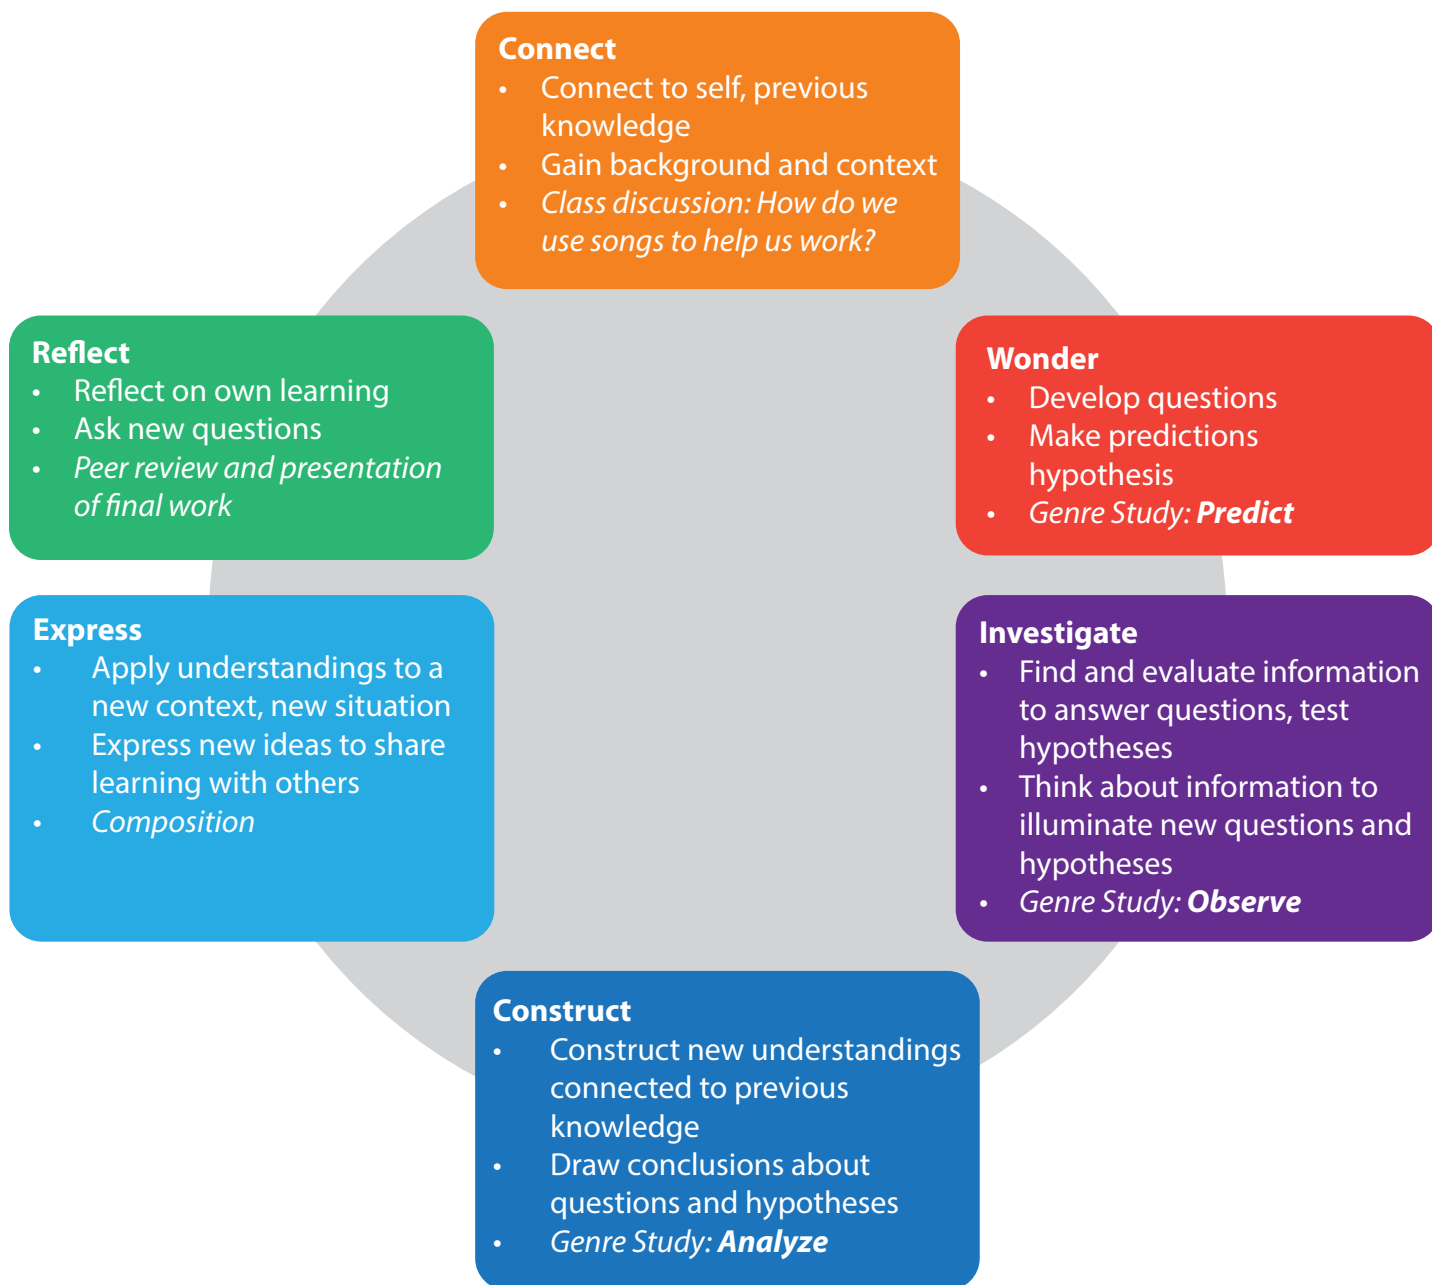 Connect
• Connect to self, previous
knowledge
• Gain background and context
• Class discussion: How do we
use songs to help us work?
Wonder
• Develop questions
• Make predictions
hypothesis
• Genre Study: Predict
Investigate
• Find and evaluate information
to answer questions, test
hypotheses
• Think about information to
illuminate new questions and
hypotheses
• Genre Study: Observe
Construct
• Construct new understandings
connected to previous
knowledge
• Draw conclusions about
questions and hypotheses
• Genre Study: Analyze
Express
• Apply understandings to a
new context, new situation
• Express new ideas to share
learning with others
• Composition
Reflect
• Reflect on own learning
• Ask new questions
• Peer review and presentation
of final work